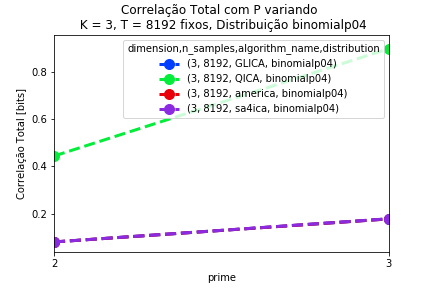 Correlação Total com P variando
K = 3, T = 8192 fixos, Distribuição binomialp04
dimension,n_samples,algorithm_name,distribution
(3, 8192, GLICA, binomialp04)
(3, 8192, QICA, binomialp04)
(3, 8192, america, binomialp04)
(3, 8192, sa4ica, binomialp04)
Correlação Total [bits]
0.8
0.6
0.4
0.2
2
3
prime